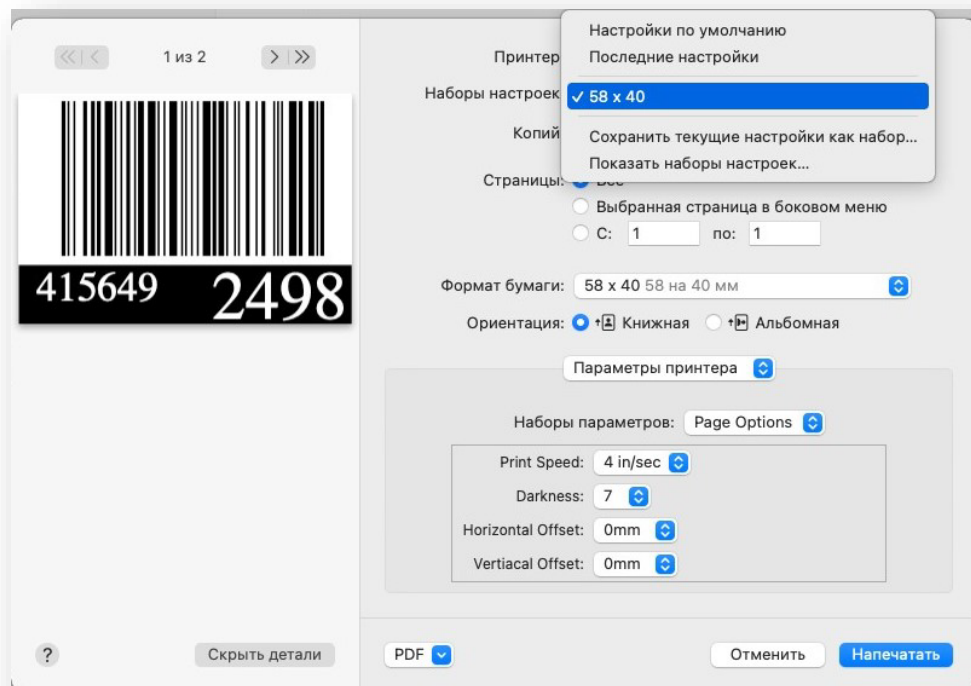 1 из 2
415649 2498
?
Скрыть детали
Принтер
Настройки по умолчанию
Последние настройки
Наборы настроек
✓ 58 x 40
Сохранить текущие настройки как набор...
Показать наборы настроек...
Копий
Страницы:
Выбранная страница в боковом меню
С: 1 по: 1
Формат бумаги: 58 x 40 58 на 40 мм
Ориентация: Книжная Альбомная
Параметры принтера
Наборы параметров: Page Options
Print Speed: 4 in/sec
Darkness: 7
Horizontal Offset: 0mm
Vertiacal Offset: 0mm
PDF
Отменить Напечатать